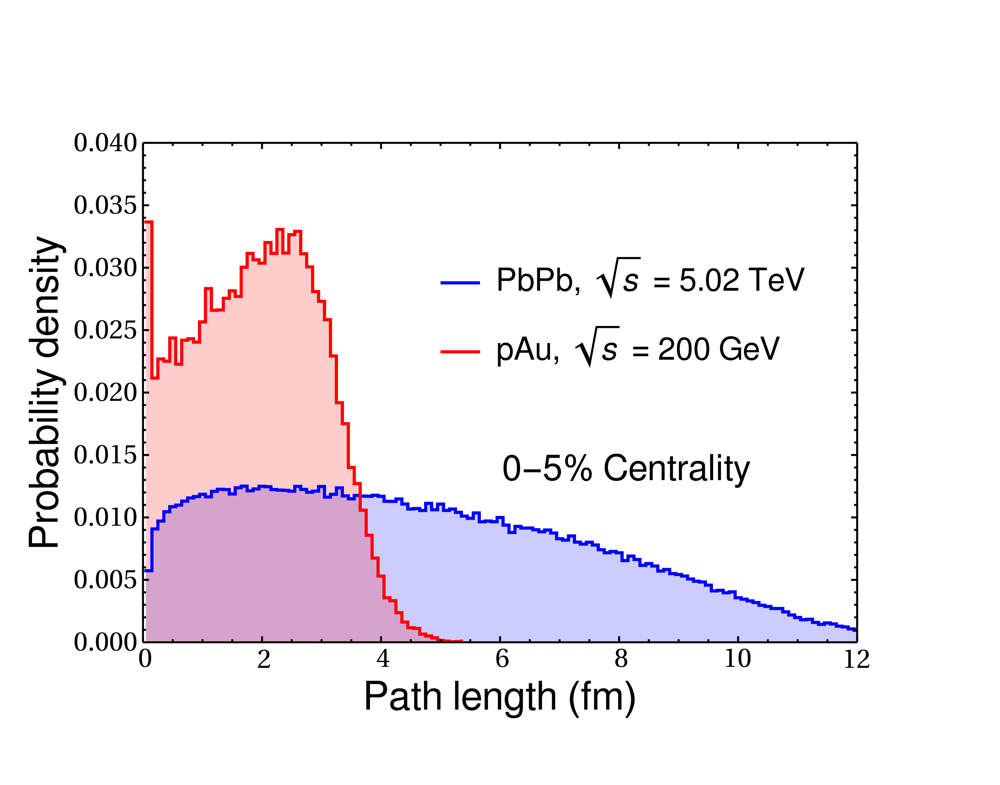 0.040
0.035
0.030
0.025
0.020
0.015
0.010
0.005
0.000
Probability density
PbPb, √s = 5.02 TeV
pAu, √s = 200 GeV
0–5% Centrality
0 2 4 6 8 10 12
Path length (fm)